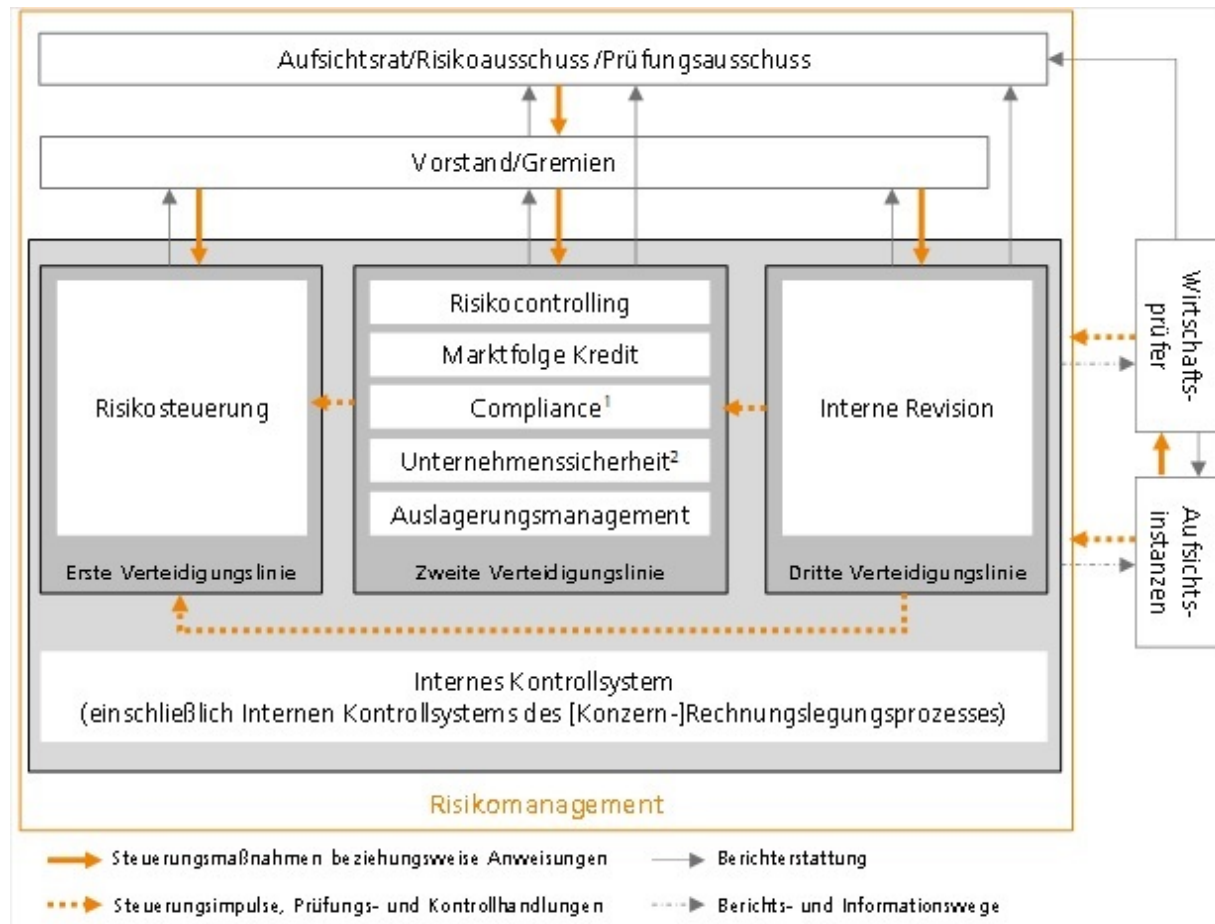 Aufsichtsrat/Risikoausschuss/Prüfungsausschuss
Vorstand/Gremien
Risikosteuerung
Erste Verteidigungslinie
Risikocontrolling
Marktfolge Kredit
Compliance¹
Unternehmenssicherheit²
Auslagerungsmanagement
Zweite Verteidigungslinie
Interne Revision
Dritte Verteidigungslinie
Wirtschafts-
prüfer
Aufsichts-
instanzen
Internes Kontrollsystem
(einschließlich Internen Kontrollsystems des [Konzern-]Rechnungslegungsprozesses)
Risikomanagement
Steuerungsmaßnahmen beziehungsweise Anweisungen
Berichterstattung
Steuerungsimpulse, Prüfungs- und Kontrollhandlungen
Berichts- und Informationswege